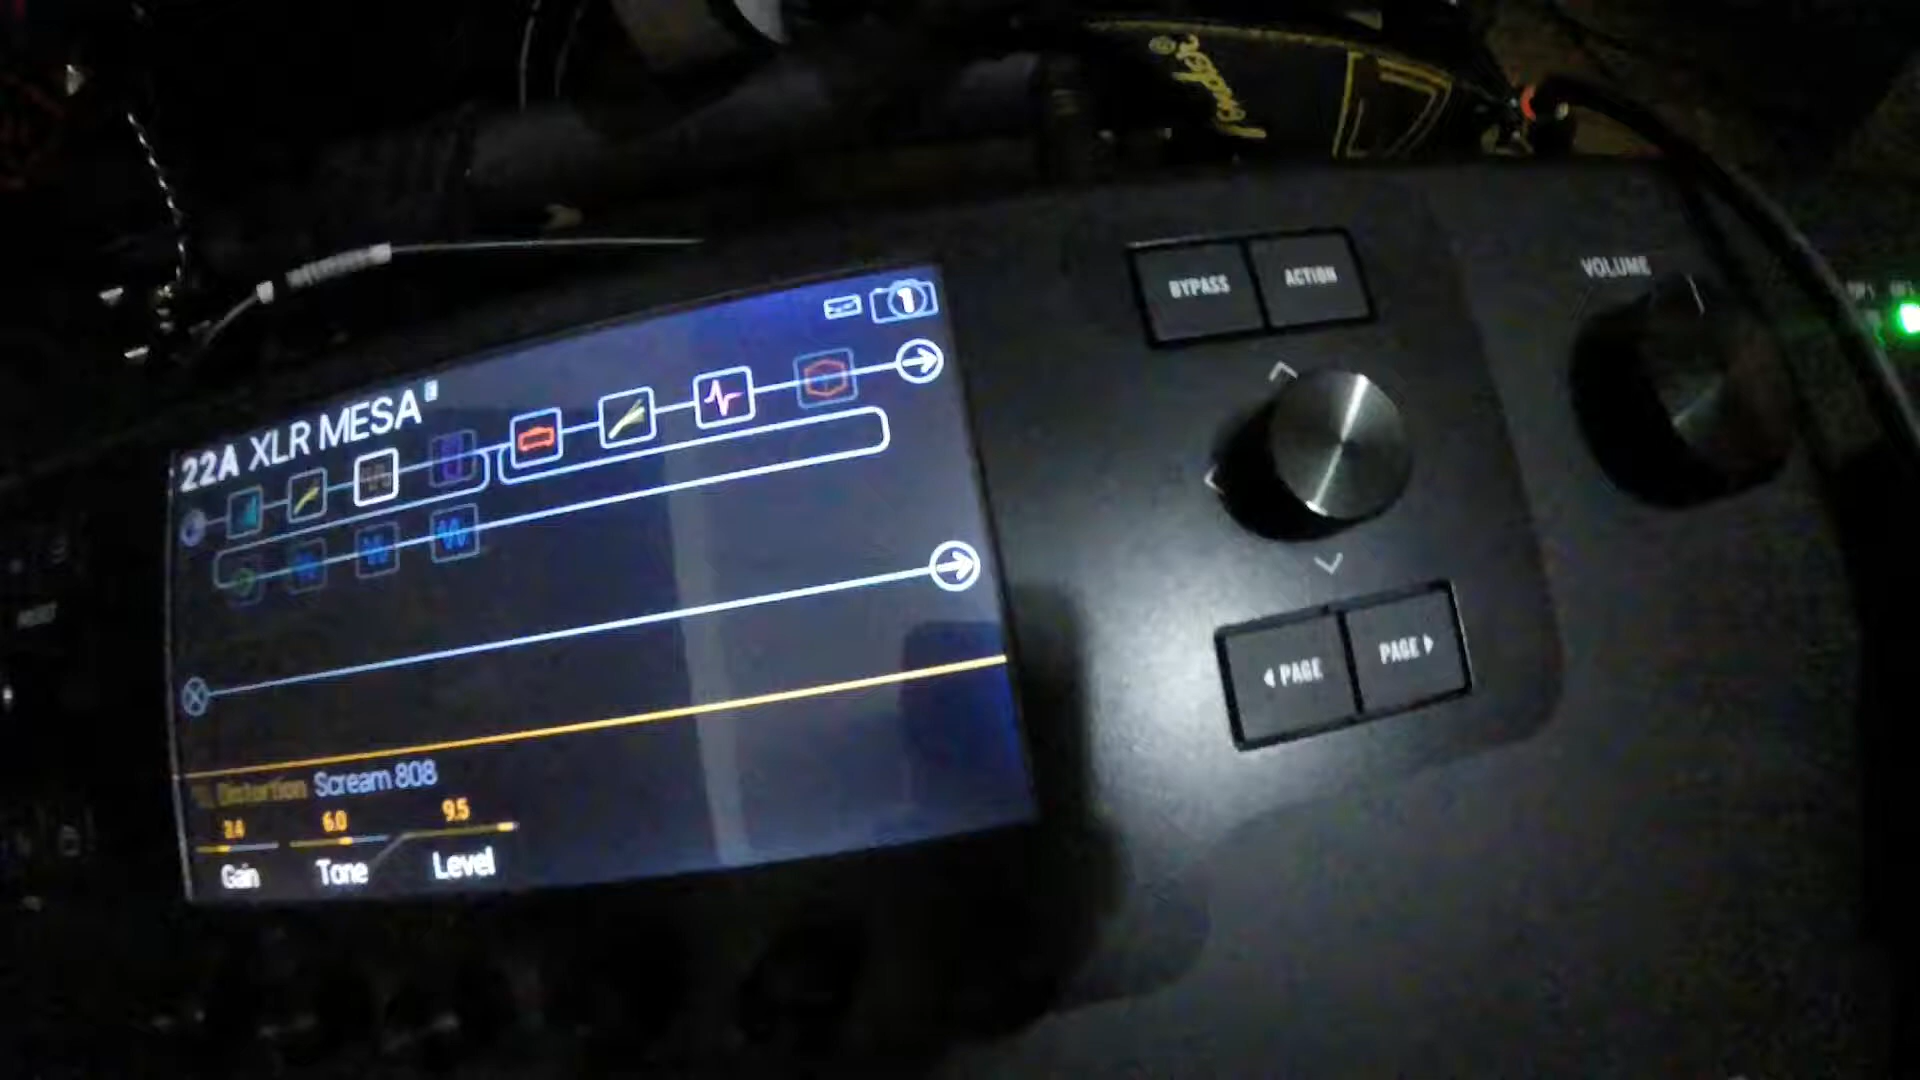 22A XLR MESA
1
BYPASS
ACTION
VOLUME
PAGE
PAGE
Distortion Scream 808
3.4
6.0
9.5
Gain
Tone
Level